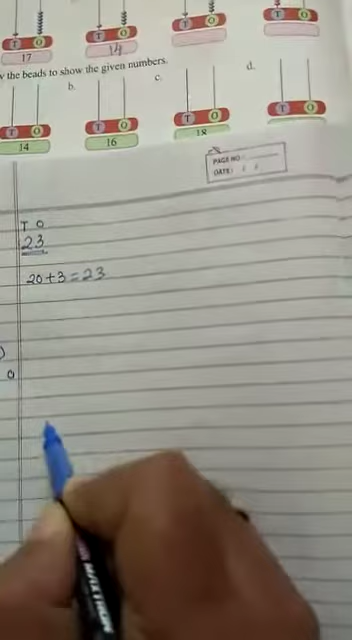 T O T O T O T O
17 14
w the beads to show the given numbers.
b. c. d.
T O T O T O T O
14 16 18
PAGE NO:
DATE: / /
T O
23
20+3=23
0